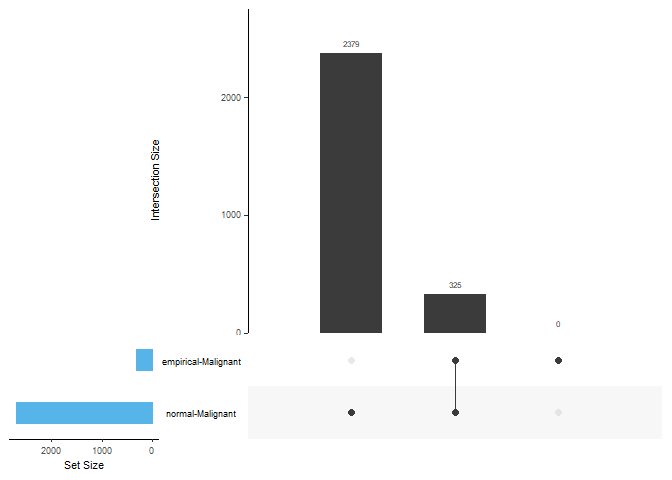 2379
2000
Intersection Size
1000
325
0
0
empirical-Malignant
normal-Malignant
2000 1000 0
Set Size